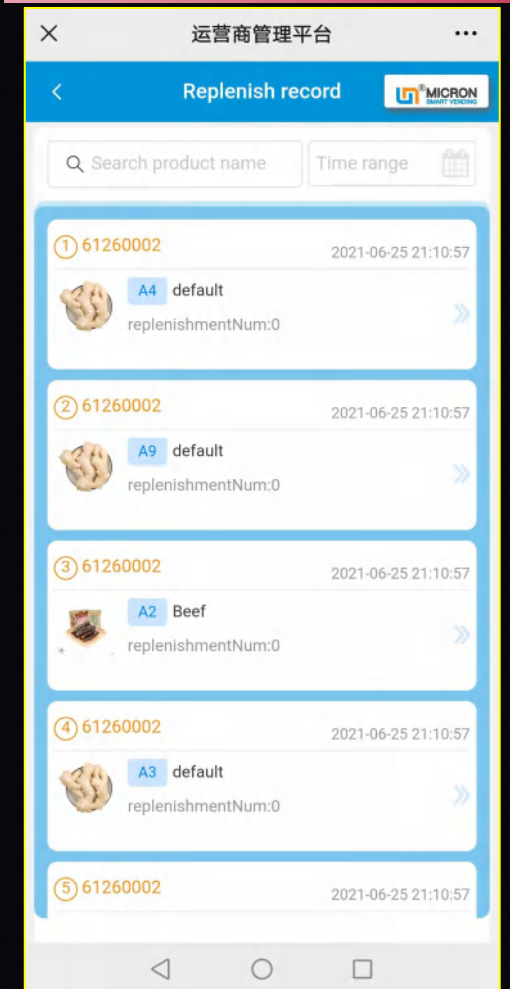 运营商管理平台
Replenish record
MICRON
SMART VENDING
Search product name
Time range
1 61260002
2021-06-25 21:10:57
A4 default
replenishmentNum:0
2 61260002
2021-06-25 21:10:57
A9 default
replenishmentNum:0
3 61260002
2021-06-25 21:10:57
A2 Beef
replenishmentNum:0
4 61260002
2021-06-25 21:10:57
A3 default
replenishmentNum:0
5 61260002
2021-06-25 21:10:57